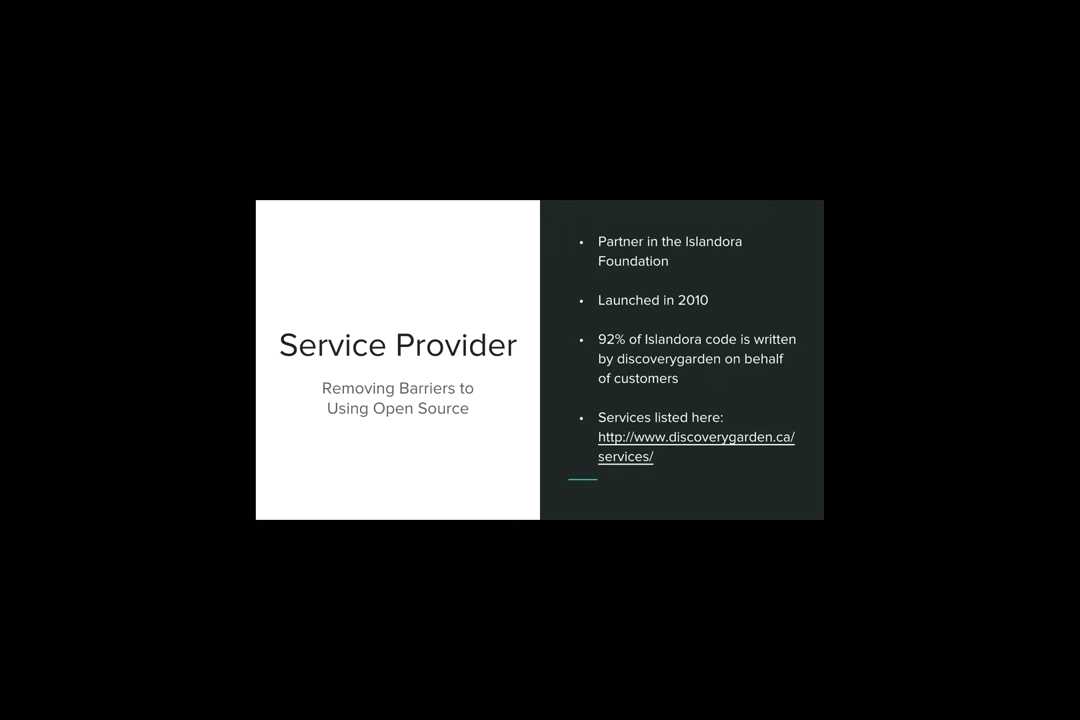 Service Provider
Removing Barriers to
Using Open Source
• Partner in the Islandora
Foundation
• Launched in 2010
• 92% of Islandora code is written
by discoverygarden on behalf
of customers
• Services listed here:
http://www.discoverygarden.ca/
services/